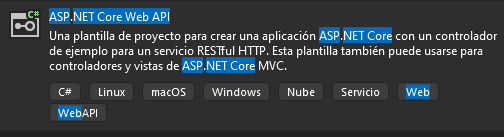 C#
ASP.NET Core Web API
Una plantilla de proyecto para crear una aplicación ASP.NET Core con un controlador
de ejemplo para un servicio RESTful HTTP. Esta plantilla también puede usarse para
controladores y vistas de ASP.NET Core MVC.
C# Linux macOS Windows Nube Servicio Web
WebAPI